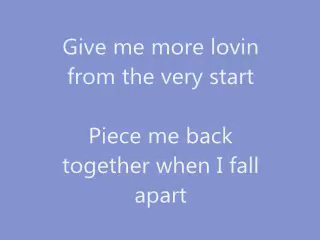 Give me more lovin
from the very start
Piece me back
together when I fall
apart